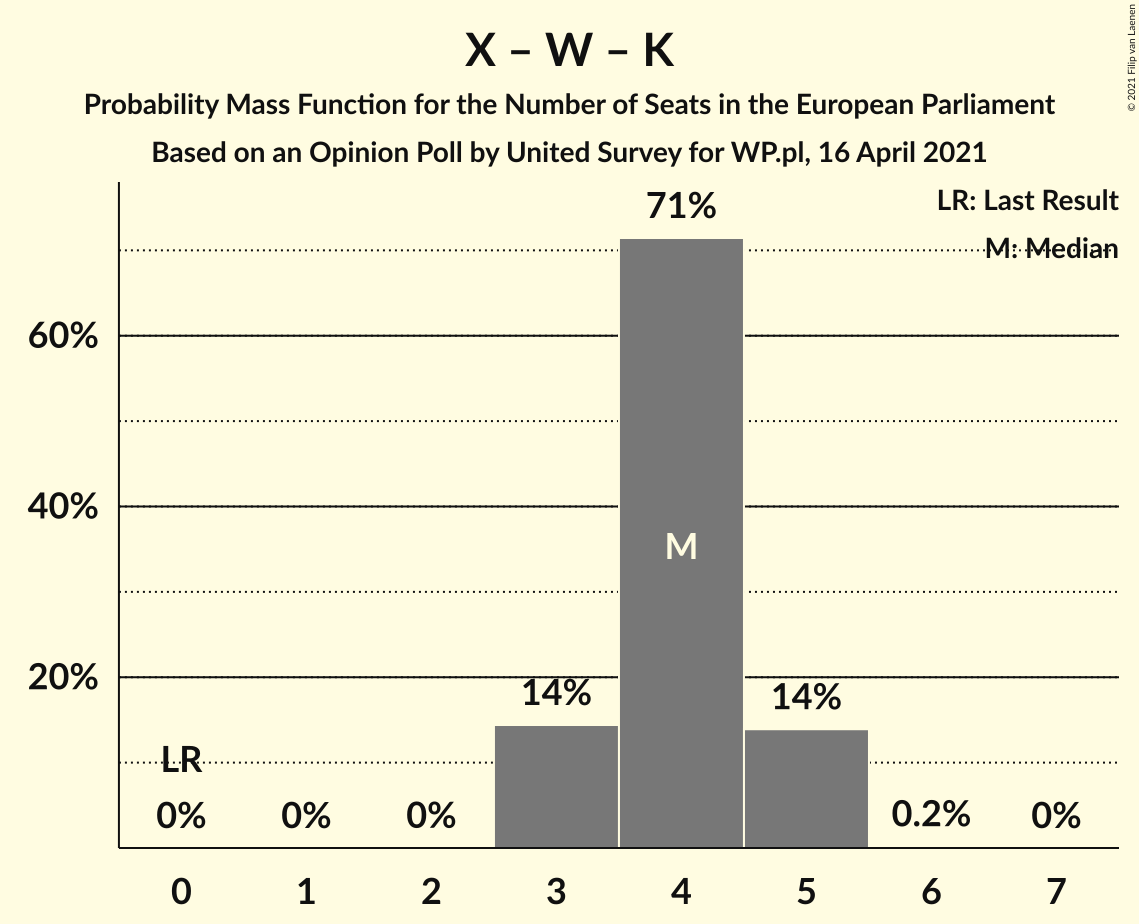 X – W – K
Probability Mass Function for the Number of Seats in the European Parliament
Based on an Opinion Poll by United Survey for WP.pl, 16 April 2021
© 2021 Filip van Laenen
LR: Last Result
M: Median
71%
60%
40%
M
20%
14%
14%
LR
0%
0%
0%
0.2%
0%
0 1 2 3 4 5 6 7